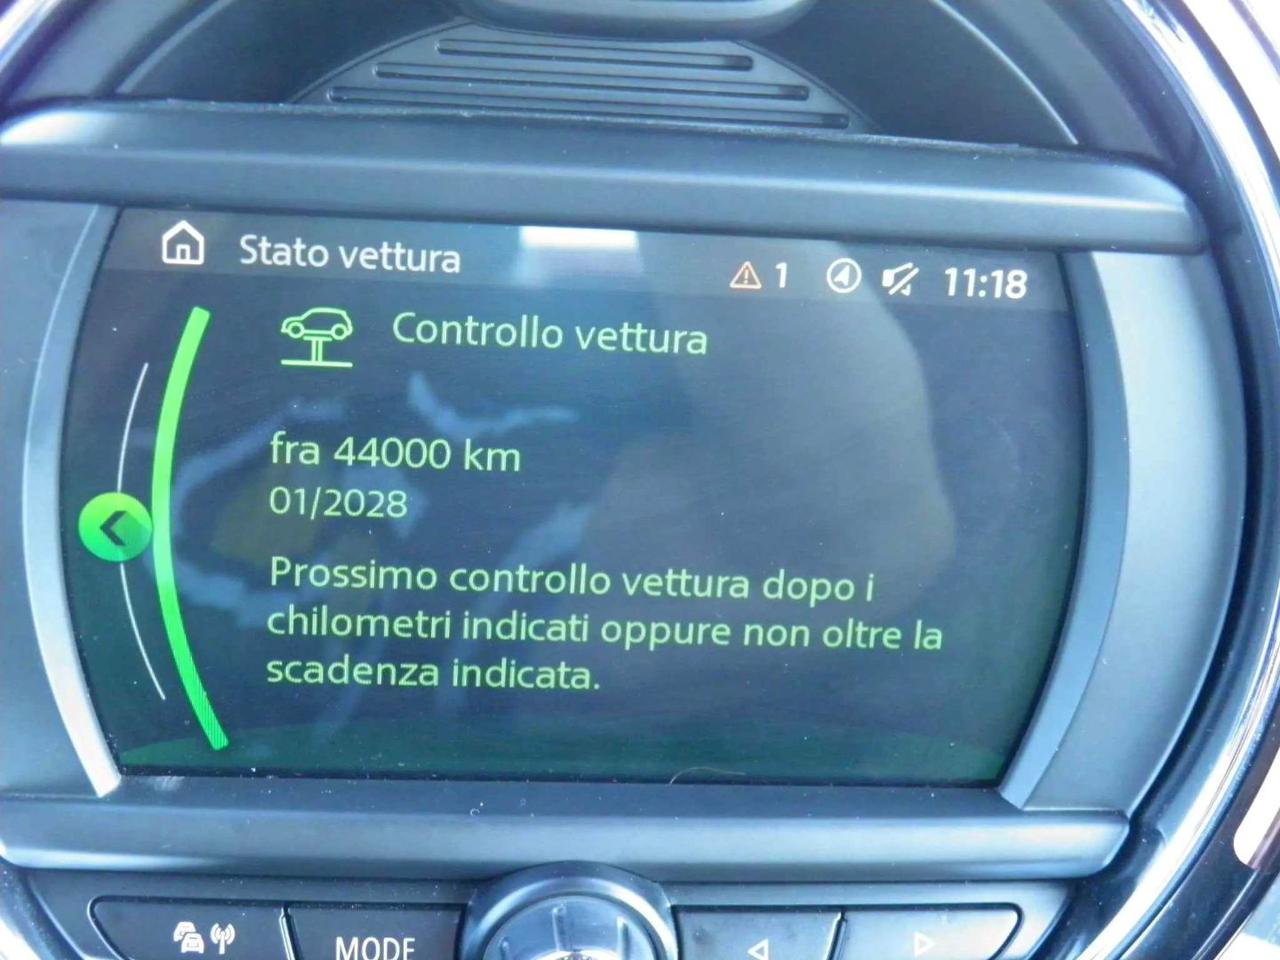 Stato vettura
1
11:18
Controllo vettura
fra 44000 km
01/2028
Prossimo controllo vettura dopo i
chilometri indicati oppure non oltre la
scadenza indicata.
MODE